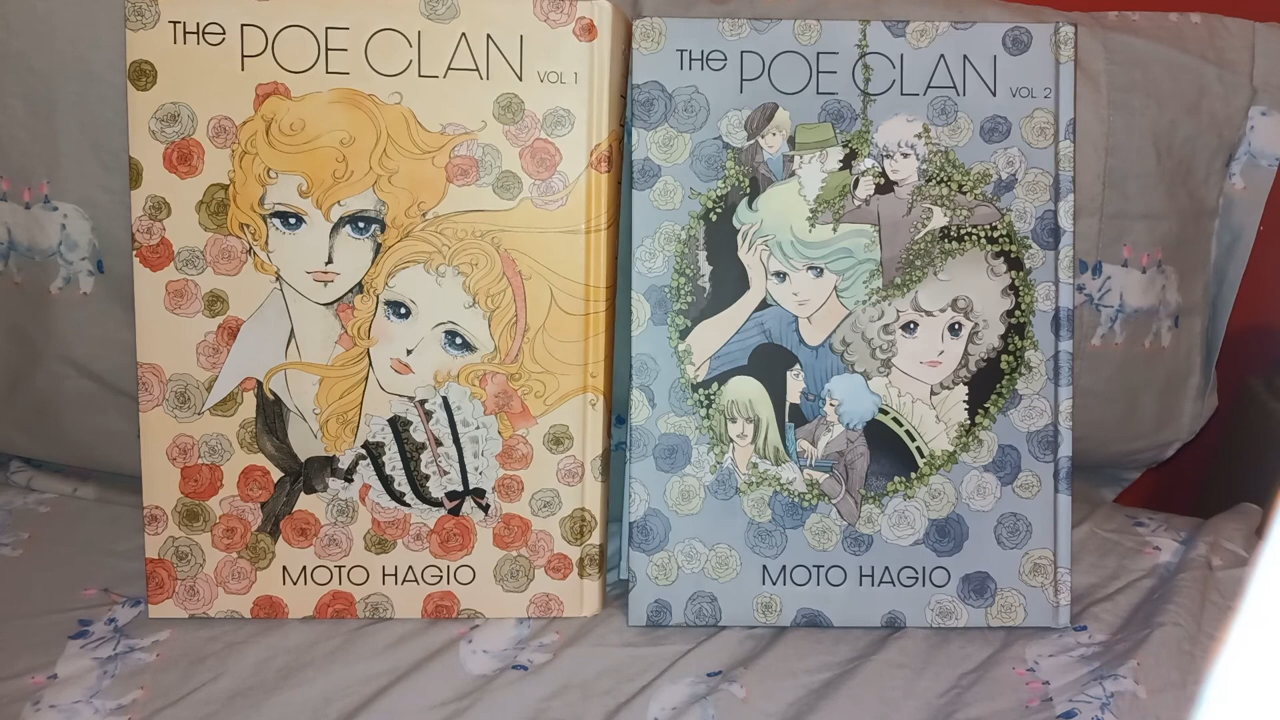 THE POE CLAN VOL 1
MOTO HAGIO
THE POE CLAN VOL 2
MOTO HAGIO